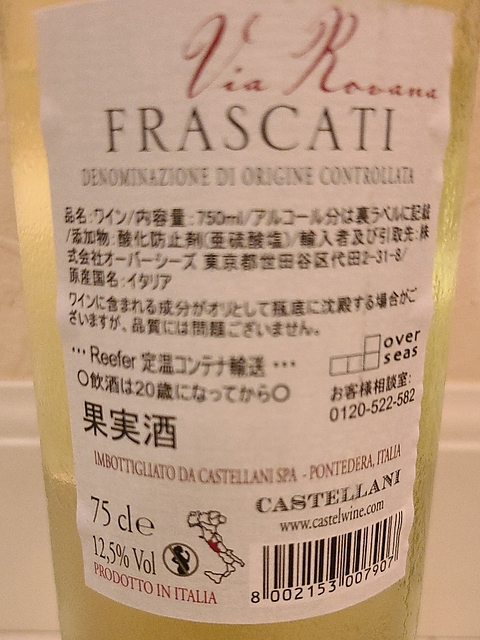 Via Romana
FRASCATI
DENOMINAZIONE DI ORIGINE CONTROLLATA
品名:ワイン/内容量:750ml/アルコール分は裏ラベルに記載
/添加物:酸化防止剤(亜硫酸塩)/輸入者及び引取先:株
式会社オーバーシーズ 東京都世田谷区代田2-31-8/
原産国名:イタリア
ワインに含まれる成分がオリとして瓶底に沈殿する場合がご
ざいますが、品質には問題ございません。
… Reefer 定温コンテナ輸送 …
○飲酒は20歳になってから○
over
seas
お客様相談室:
0120-522-582
果実酒
IMBOTTIGLIATO DA CASTELLANI SPA - PONTEDERA, ITALIA
CASTELLANI
www.castelwine.com
75 cl e
12,5% Vol
PRODOTTO IN ITALIA
8 002153 007907